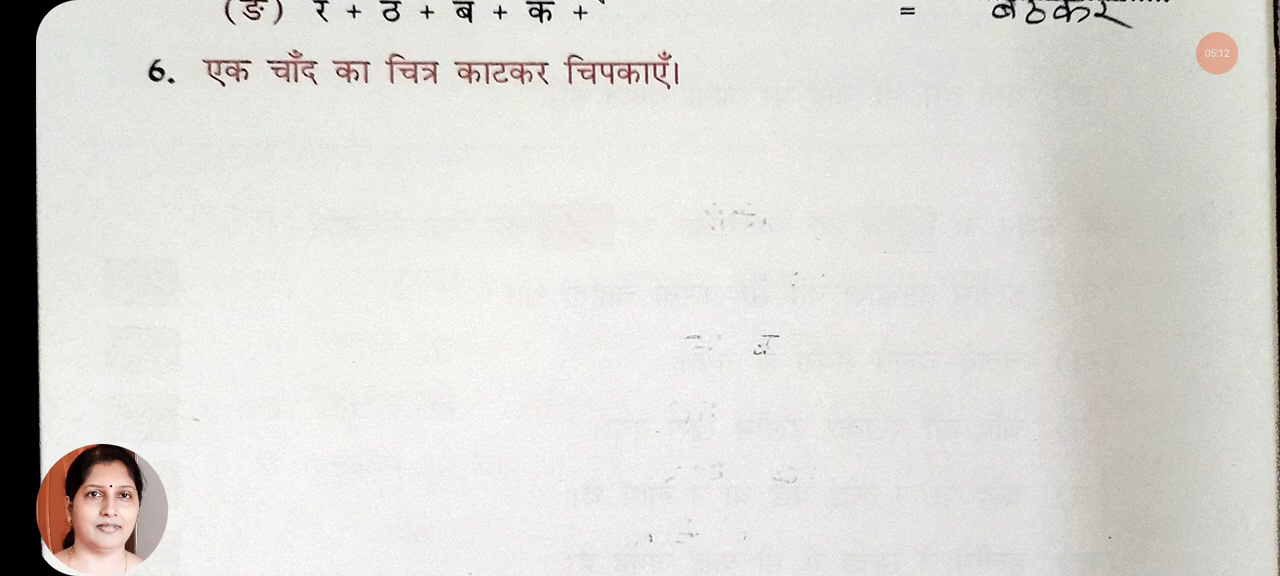 (ङ) र + ठ + ब + क + ै = बैठकर
05:12
6. एक चाँद का चित्र काटकर चिपकाएँ।